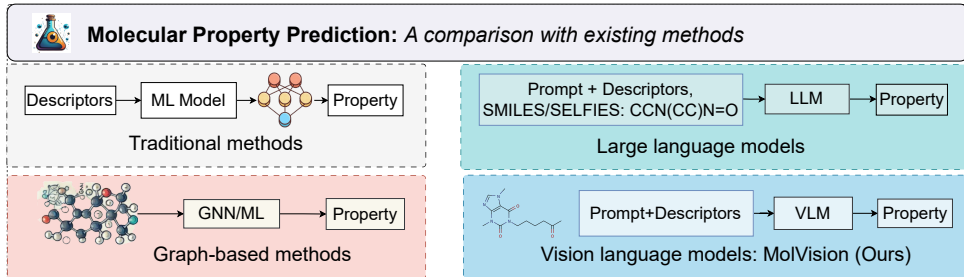 Molecular Property Prediction: A comparison with existing methods
Descriptors
ML Model
Property
Traditional methods
Prompt + Descriptors,
SMILES/SELFIES: CCN(CC)N=O
LLM
Property
Large language models
GNN/ML
Property
Graph-based methods
N
N
N
N
O
O
O
Prompt+Descriptors
VLM
Property
Vision language models: MolVision (Ours)